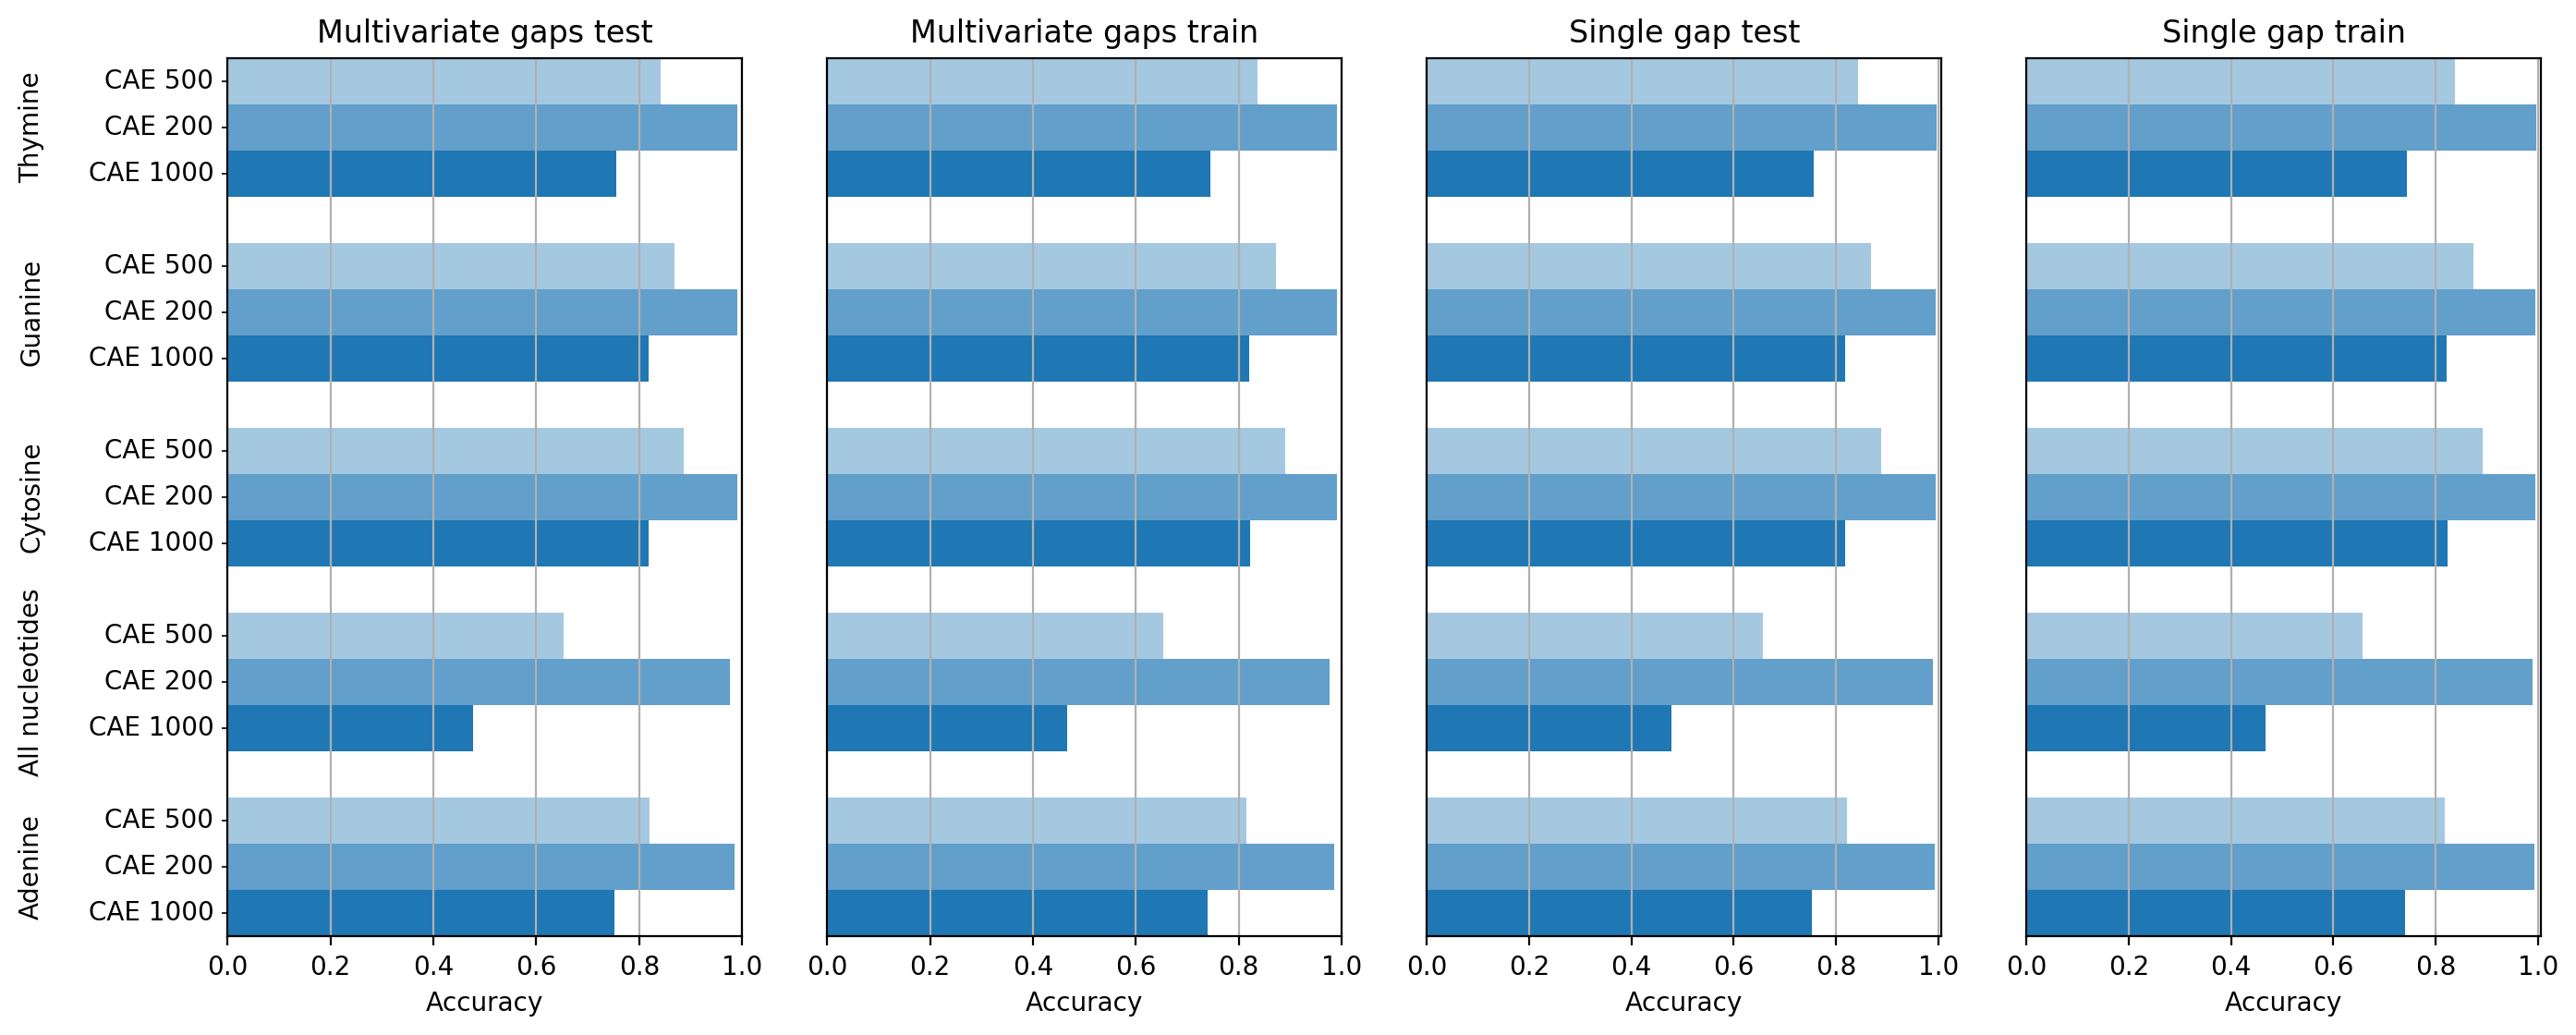 Multivariate gaps test
Multivariate gaps train
Single gap test
Single gap train
Thymine
CAE 500
CAE 200
CAE 1000
Guanine
CAE 500
CAE 200
CAE 1000
Cytosine
CAE 500
CAE 200
CAE 1000
All nucleotides
CAE 500
CAE 200
CAE 1000
Adenine
CAE 500
CAE 200
CAE 1000
0.0 0.2 0.4 0.6 0.8 1.0
0.0 0.2 0.4 0.6 0.8 1.0
0.0 0.2 0.4 0.6 0.8 1.0
0.0 0.2 0.4 0.6 0.8 1.0
Accuracy
Accuracy
Accuracy
Accuracy